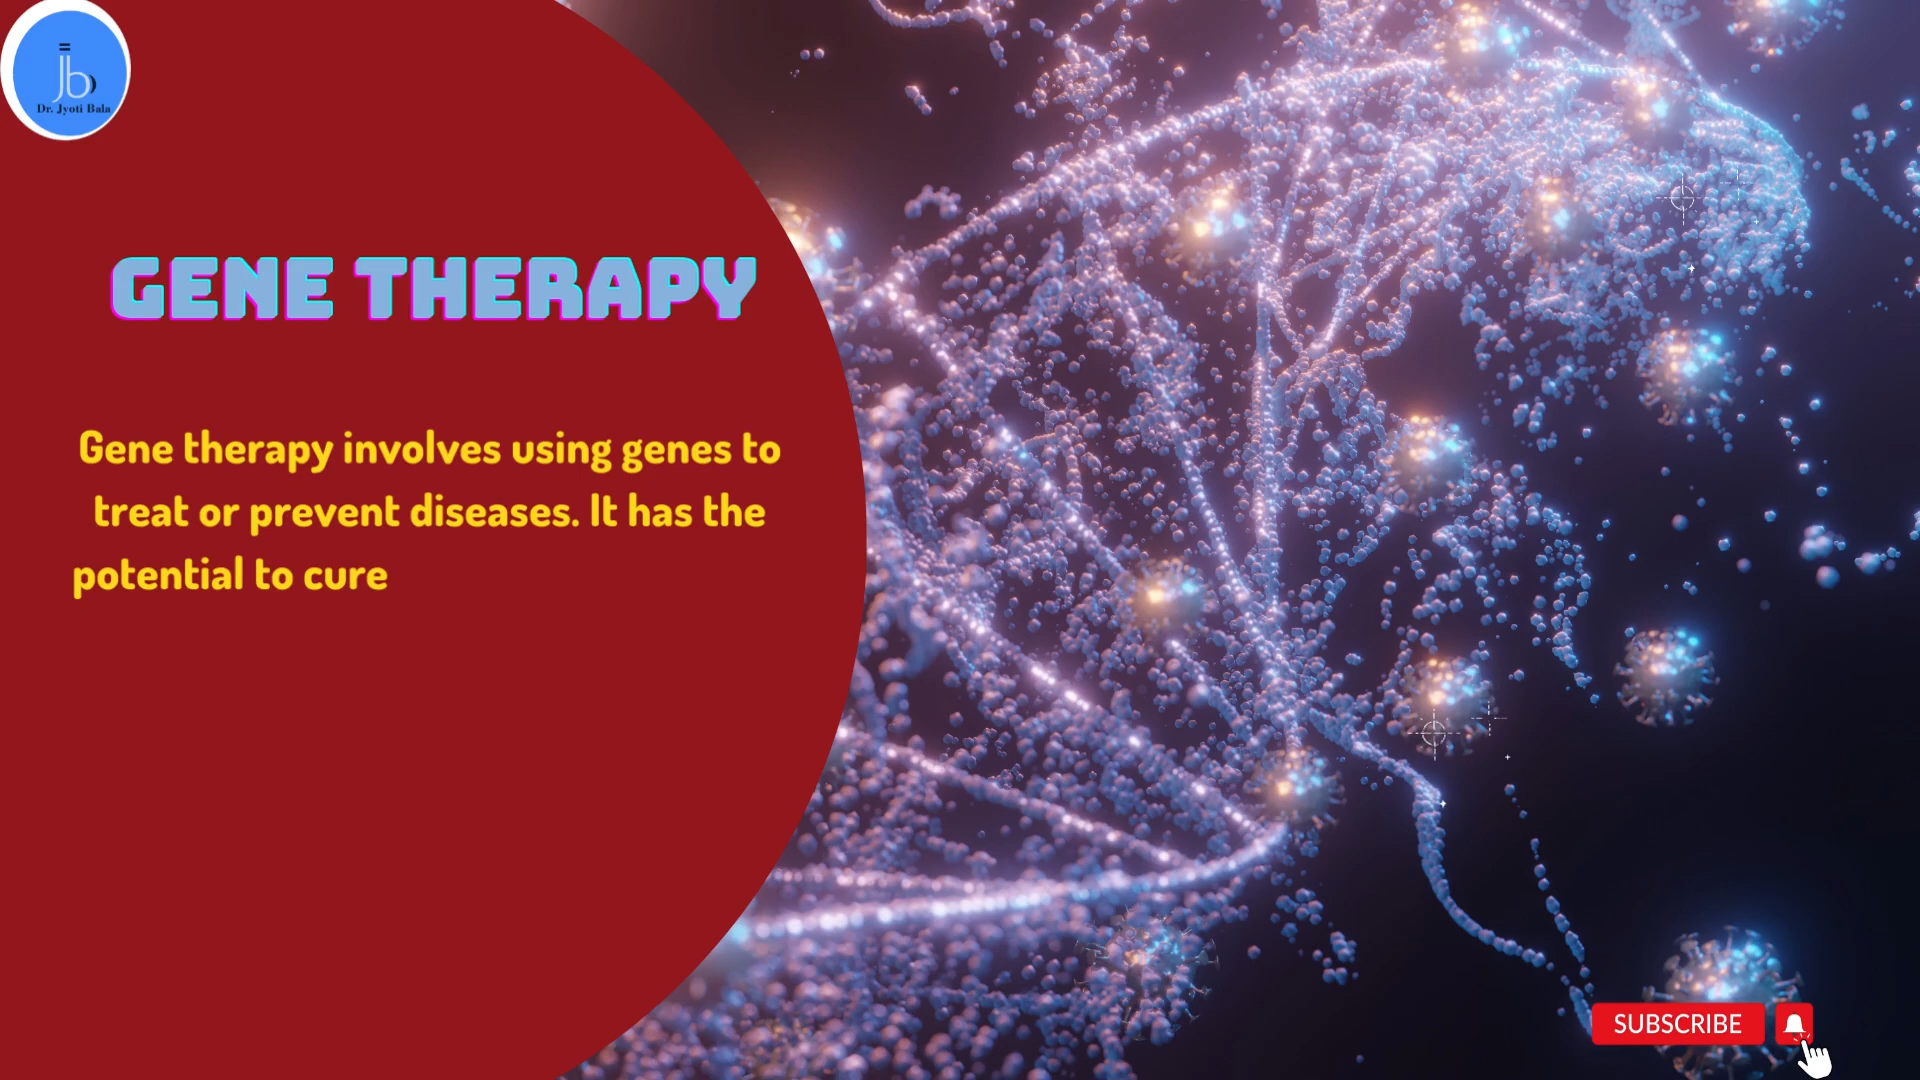 jb
Dr. Jyoti Bala
GENE THERAPY
Gene therapy involves using genes to
treat or prevent diseases. It has the
potential to cure
SUBSCRIBE